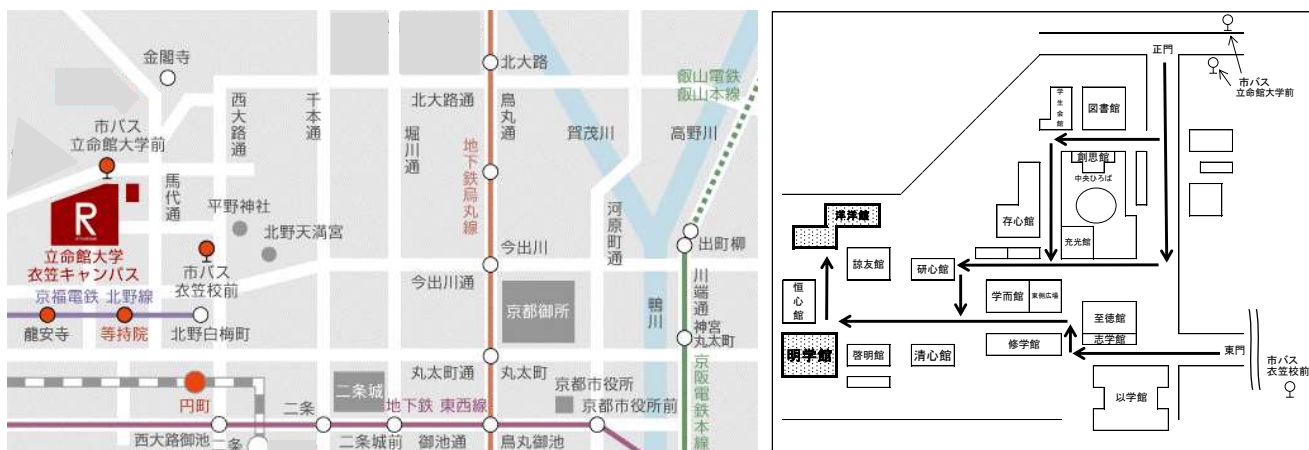 金閣寺
北大路
叡山電鉄
叡山本線
市バス
立命館大学前
西大路通
千本通
北大路通
烏丸通
堀川通
賀茂川
高野川
地下鉄烏丸線
馬代通
R
平野神社
北野天満宮
河原町通
立命館大学
衣笠キャンパス
市バス
衣笠校前
今出川
出町柳
京福電鉄 北野線
今出川通
京都御所
鴨川
川端通
龍安寺
等持院
北野白梅町
神宮
丸太町
円町
二条城
丸太町通
丸太町
京都市役所
京阪電鉄本線
二条
地下鉄 東西線
京都市役所前
西大路御池
二条
二条城前
御池通
烏丸御池
正門
市バス
立命館大学前
学生会館
図書館
創思館
中央ひろば
洋洋館
存心館
充光館
諒友館
研心館
恒心館
学而館
東側広場
至徳館
志学館
明学館
啓明館
清心館
修学館
東門
市バス
衣笠校前
以学館